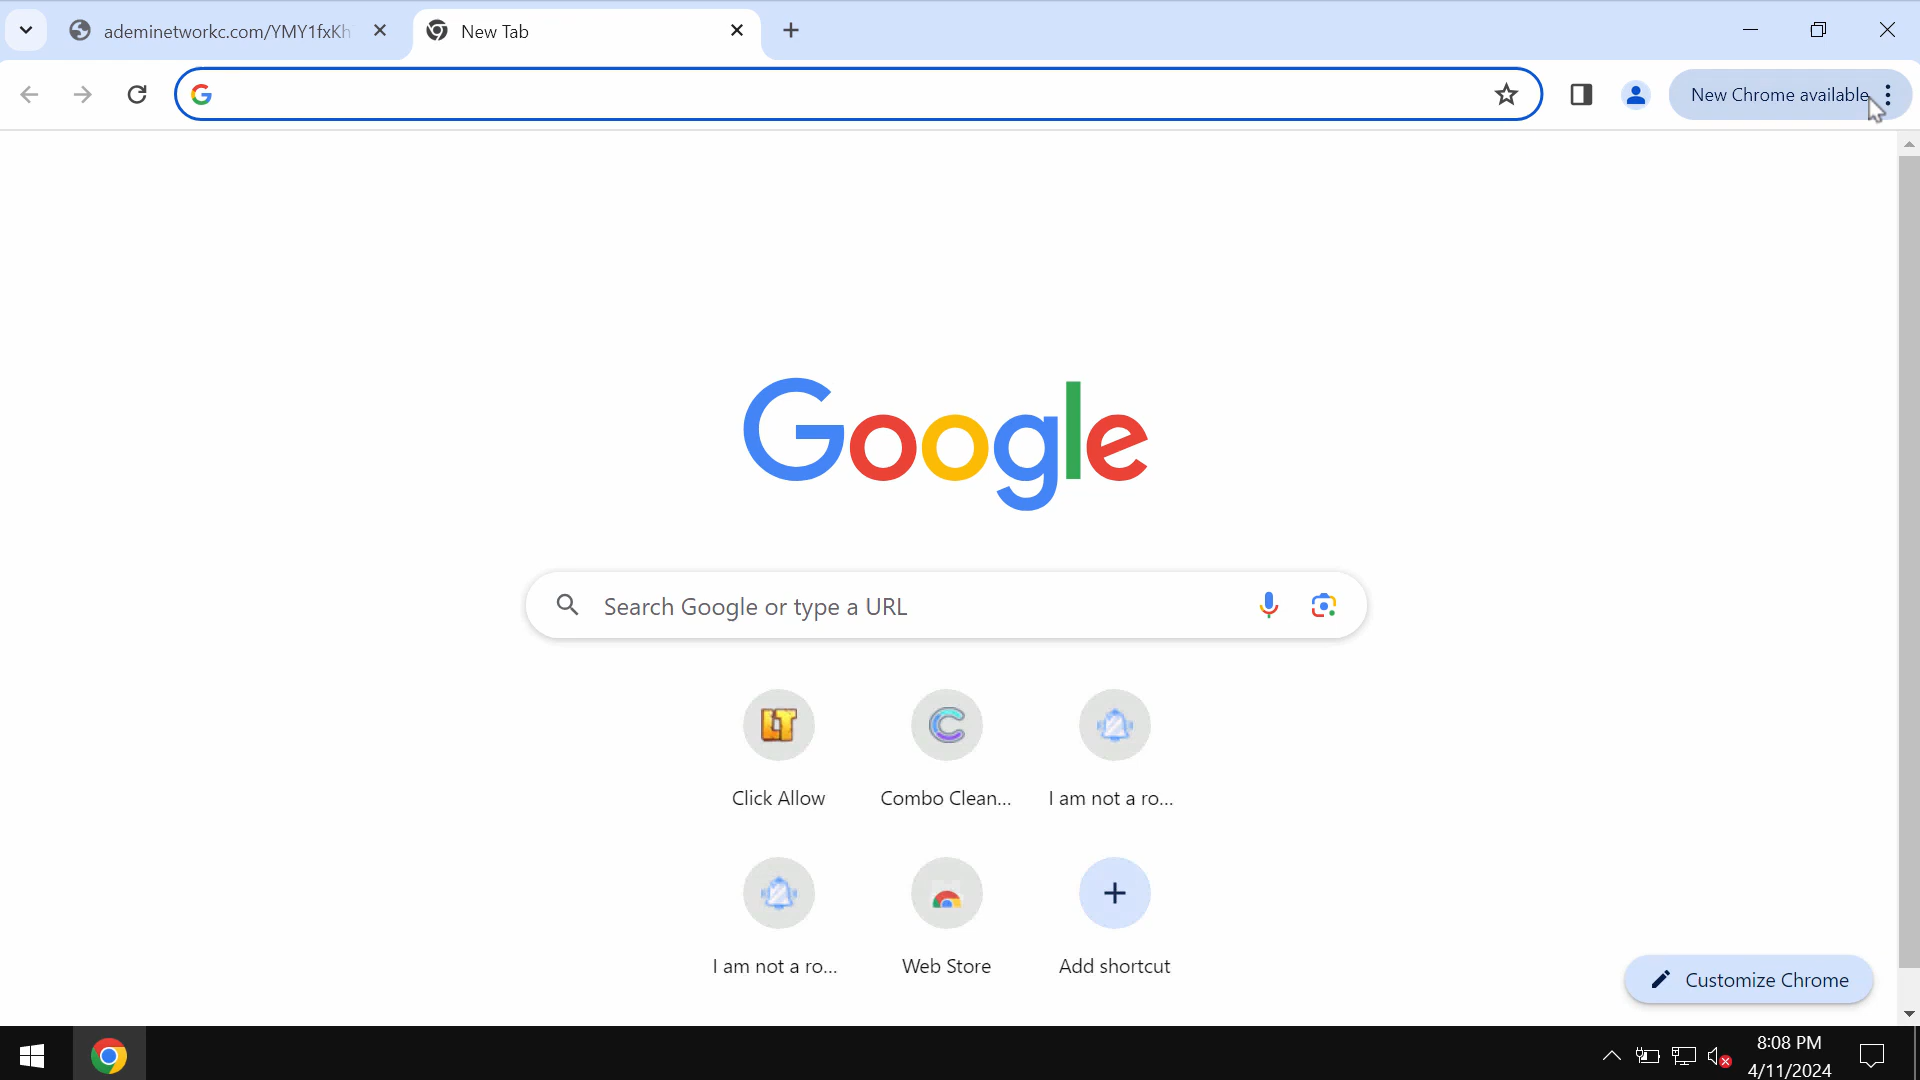 ademinetworkc.com/YMY1fxKh
New Tab
New Chrome available
Google
Search Google or type a URL
Click Allow
Combo Clean...
I am not a ro...
I am not a ro...
Web Store
Add shortcut
Customize Chrome
8:08 PM
4/11/2024